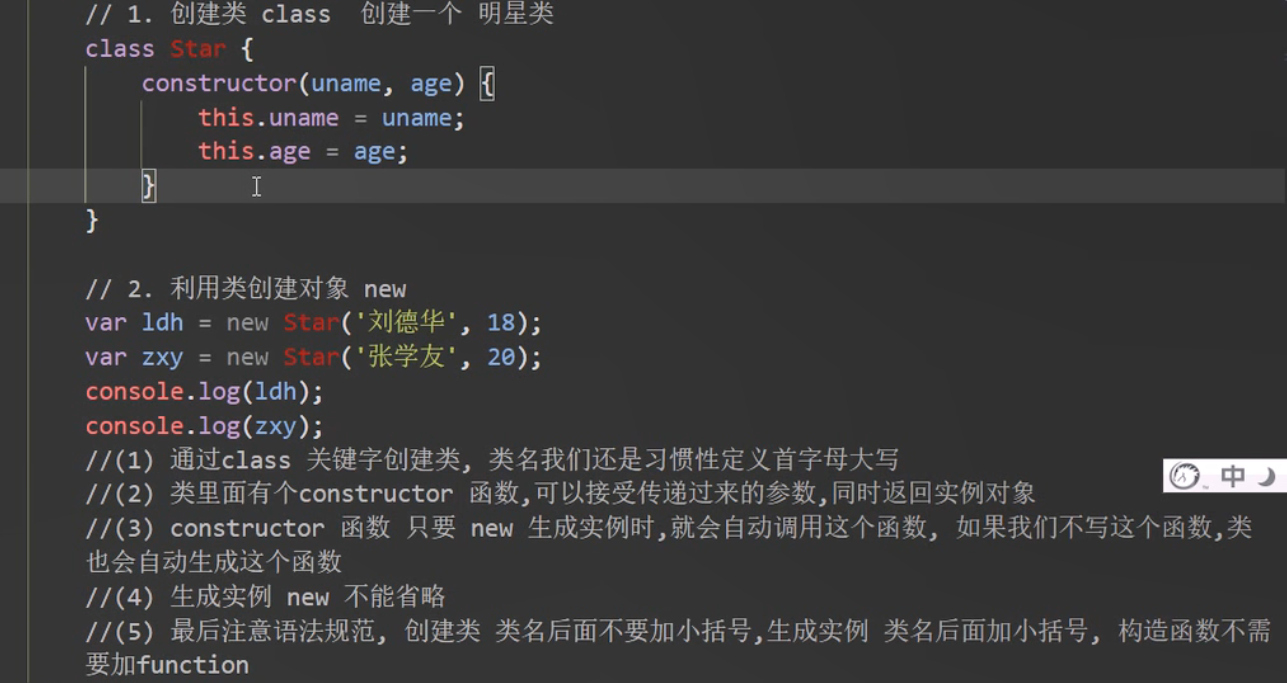 // 1. 创建类 class  创建一个 明星类
class Star {
    constructor(uname, age) {
        this.uname = uname;
        this.age = age;
    }
}
// 2. 利用类创建对象 new
var ldh = new Star('刘德华', 18);
var zxy = new Star('张学友', 20);
console.log(ldh);
console.log(zxy);
//(1) 通过class 关键字创建类, 类名我们还是习惯性定义首字母大写
//(2) 类里面有个constructor 函数,可以接受传递过来的参数,同时返回实例对象
//(3) constructor 函数 只要 new 生成实例时,就会自动调用这个函数, 如果我们不写这个函数,类
也会自动生成这个函数
//(4) 生成实例 new 不能省略
//(5) 最后注意语法规范, 创建类 类名后面不要加小括号,生成实例 类名后面加小括号, 构造函数不需
要加function
中